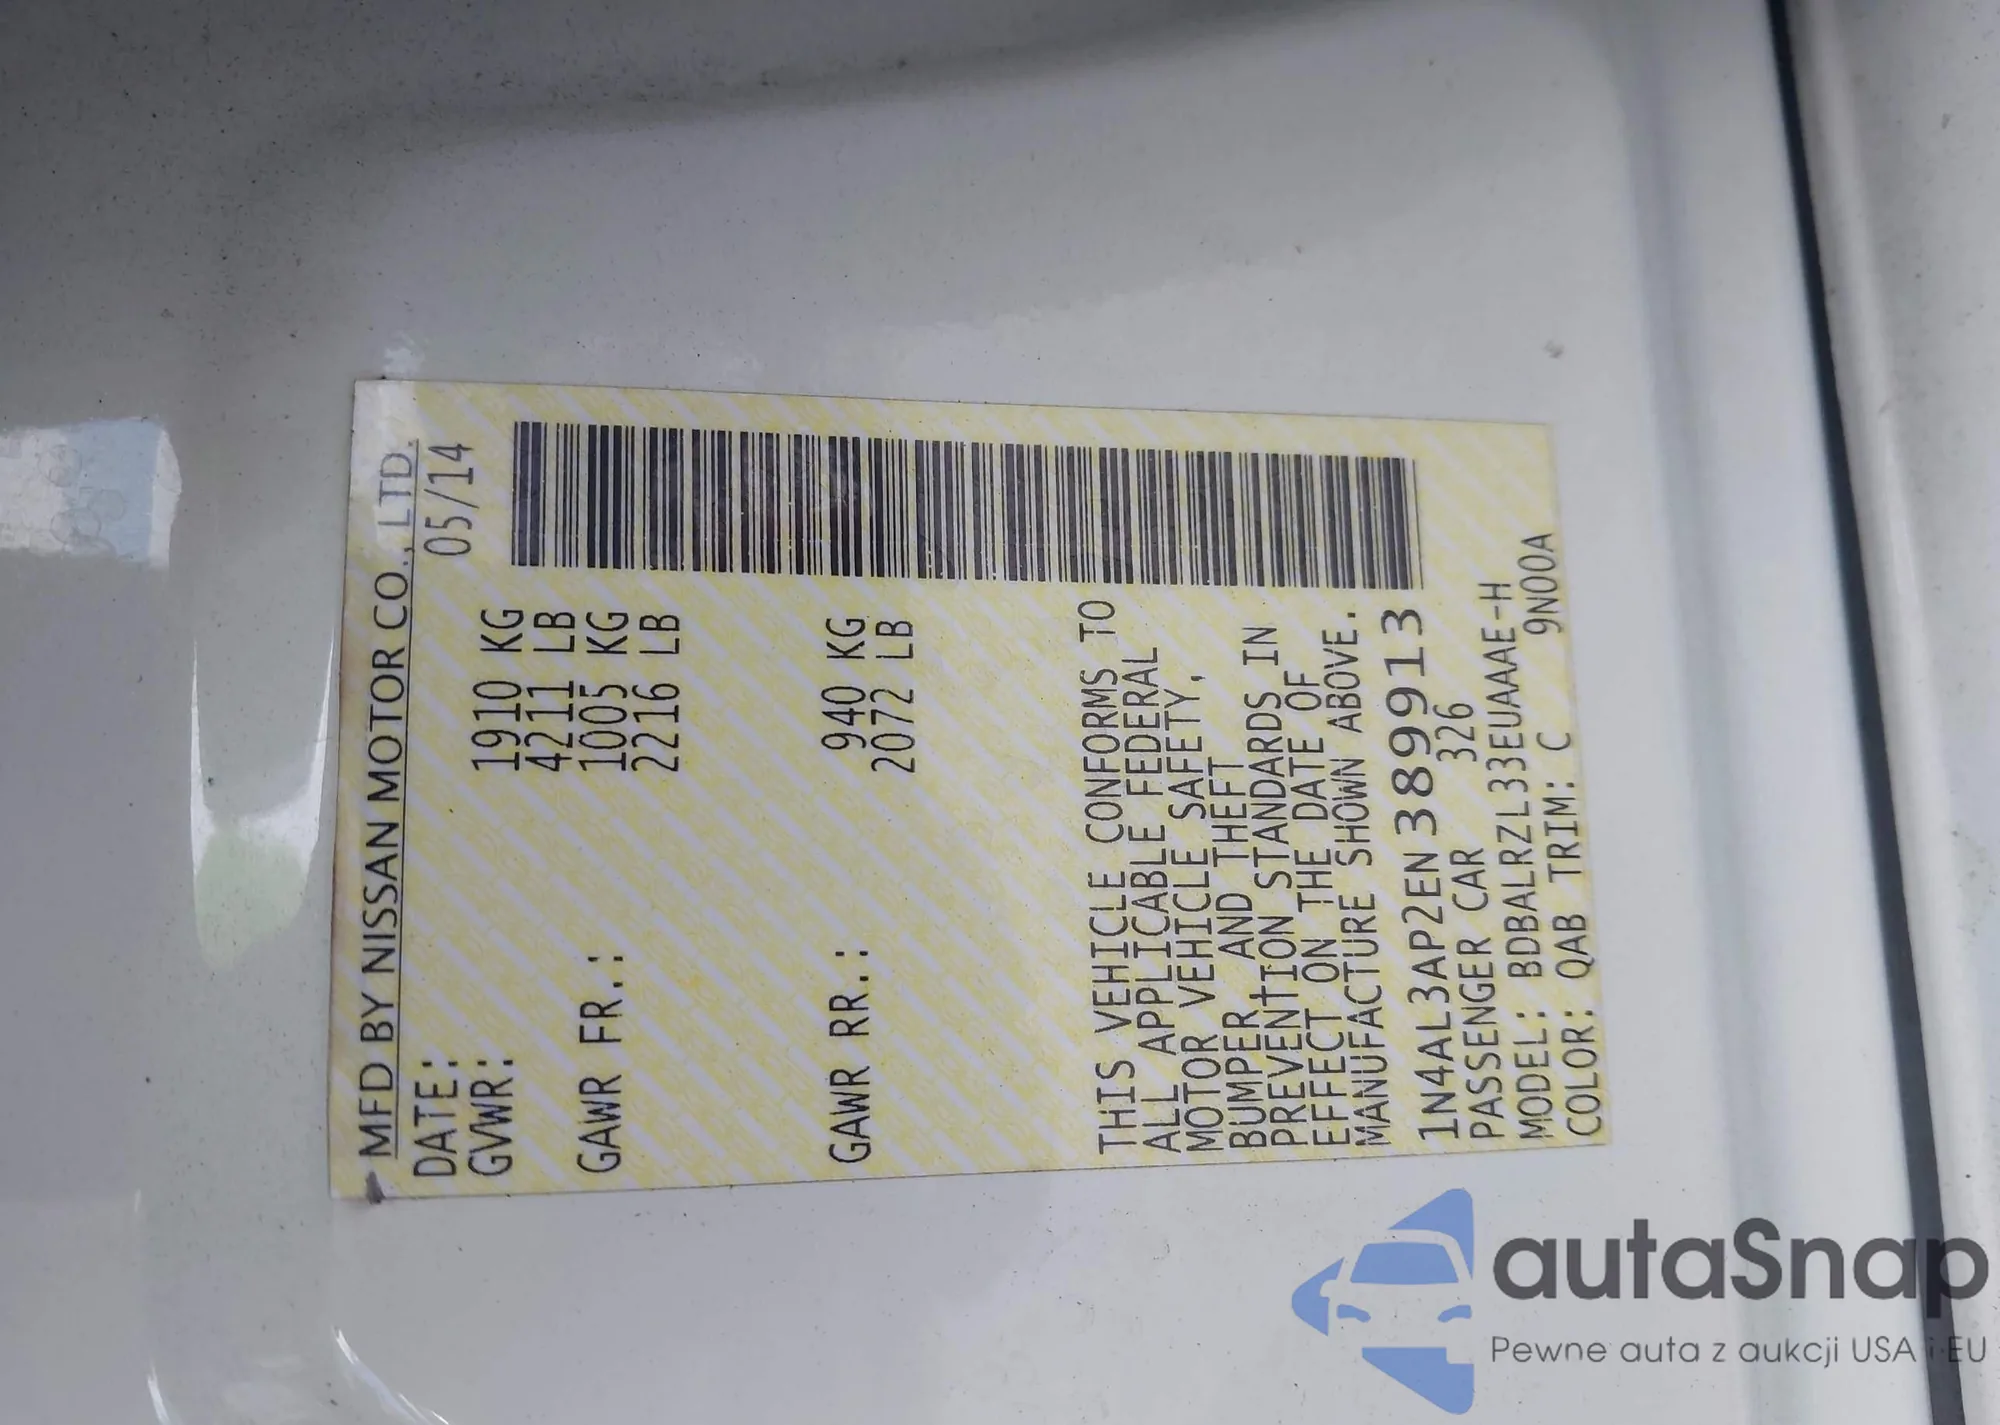 MFD BY NISSAN MOTOR CO., LTD.
DATE: 05/14
GVWR: 1910 KG
4211 LB
GAWR FR.: 1005 KG
2216 LB
GAWR RR.: 940 KG
2072 LB
THIS VEHICLE CONFORMS TO
ALL APPLICABLE FEDERAL
MOTOR VEHICLE SAFETY,
BUMPER, AND THEFT
PREVENTION STANDARDS IN
EFFECT ON THE DATE OF
MANUFACTURE SHOWN ABOVE.
1N4AL3AP2EN389913
PASSENGER CAR 326
MODEL: BDBALRZL33EUAAAE-H
COLOR: QAB TRIM: C 9N00A
autaSnap
Pewne auta z aukcji USA i EU